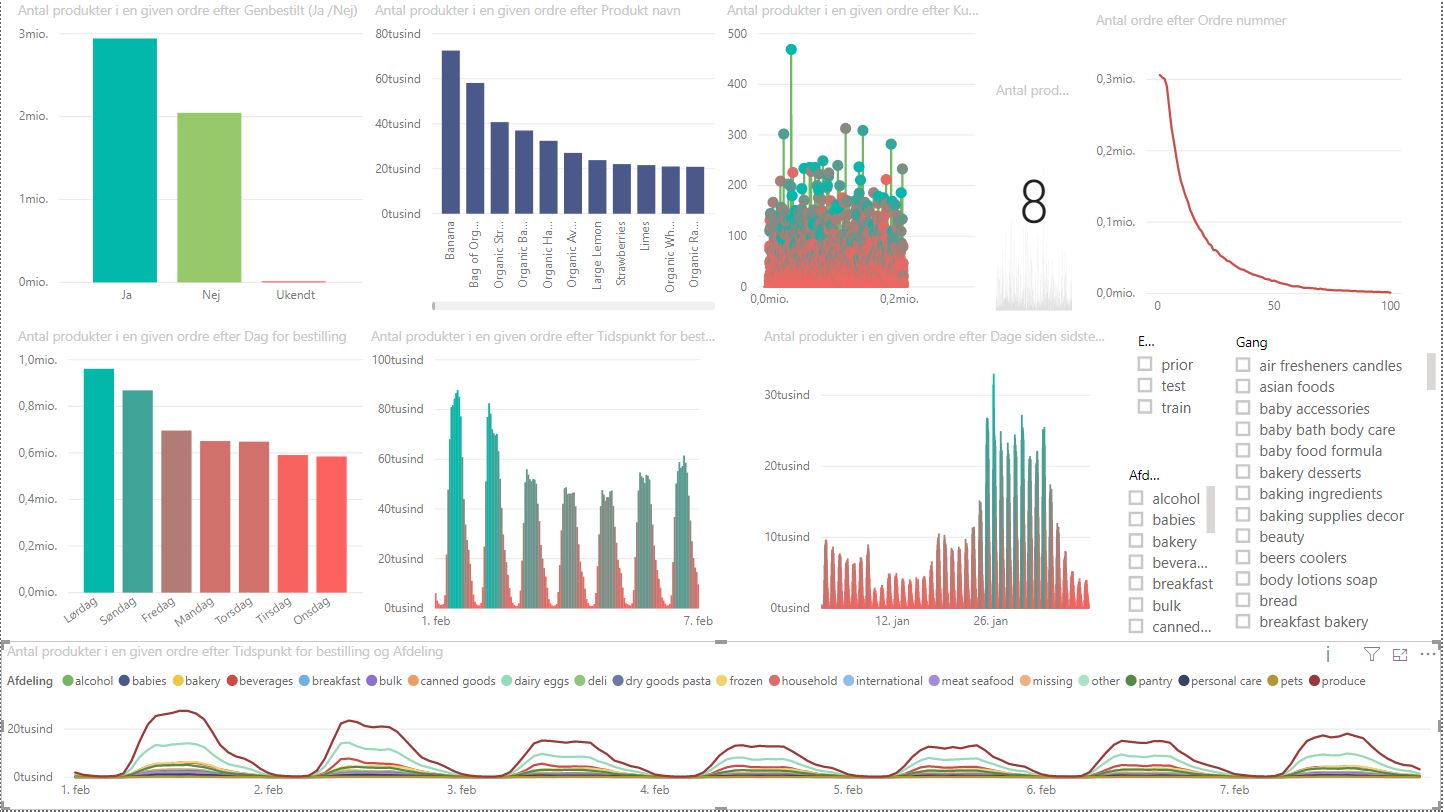 Antal produkter i en given ordre efter Genbestilt (Ja /Nej)
3mio.
2mio.
1mio.
0mio.
Ja
Nej
Ukendt
Antal produkter i en given ordre efter Produkt navn
80tusind
60tusind
40tusind
20tusind
0tusind
Banana
Bag of Org...
Organic Str...
Organic Ba...
Organic Ha...
Organic Av...
Large Lemon
Strawberries
Limes
Organic Wh...
Organic Ra...
Antal produkter i en given ordre efter Ku...
500
400
300
200
100
0
0,0mio.
0,2mio.
Antal prod...
8
Antal ordre efter Ordre nummer
0,3mio.
0,2mio.
0,1mio.
0,0mio.
0
50
100
Antal produkter i en given ordre efter Dag for bestilling
1,0mio.
0,8mio.
0,6mio.
0,4mio.
0,2mio.
0,0mio.
Lørdag
Søndag
Fredag
Mandag
Torsdag
Tirsdag
Onsdag
Antal produkter i en given ordre efter Tidspunkt for best...
100tusind
80tusind
60tusind
40tusind
20tusind
0tusind
1. feb
7. feb
Antal produkter i en given ordre efter Dage siden sidste...
30tusind
20tusind
10tusind
0tusind
12. jan
26. jan
E...
prior
test
train
Afd...
alcohol
babies
bakery
bevera...
breakfast
bulk
canned...
Gang
air fresheners candles
asian foods
baby accessories
baby bath body care
baby food formula
bakery desserts
baking ingredients
baking supplies decor
beauty
beers coolers
body lotions soap
bread
breakfast bakery
Antal produkter i en given ordre efter Tidspunkt for bestilling og Afdeling
Afdeling alcohol babies bakery beverages breakfast bulk canned goods dairy eggs deli dry goods pasta frozen household international meat seafood missing other pantry personal care pets produce
20tusind
0tusind
1. feb
2. feb
3. feb
4. feb
5. feb
6. feb
7. feb